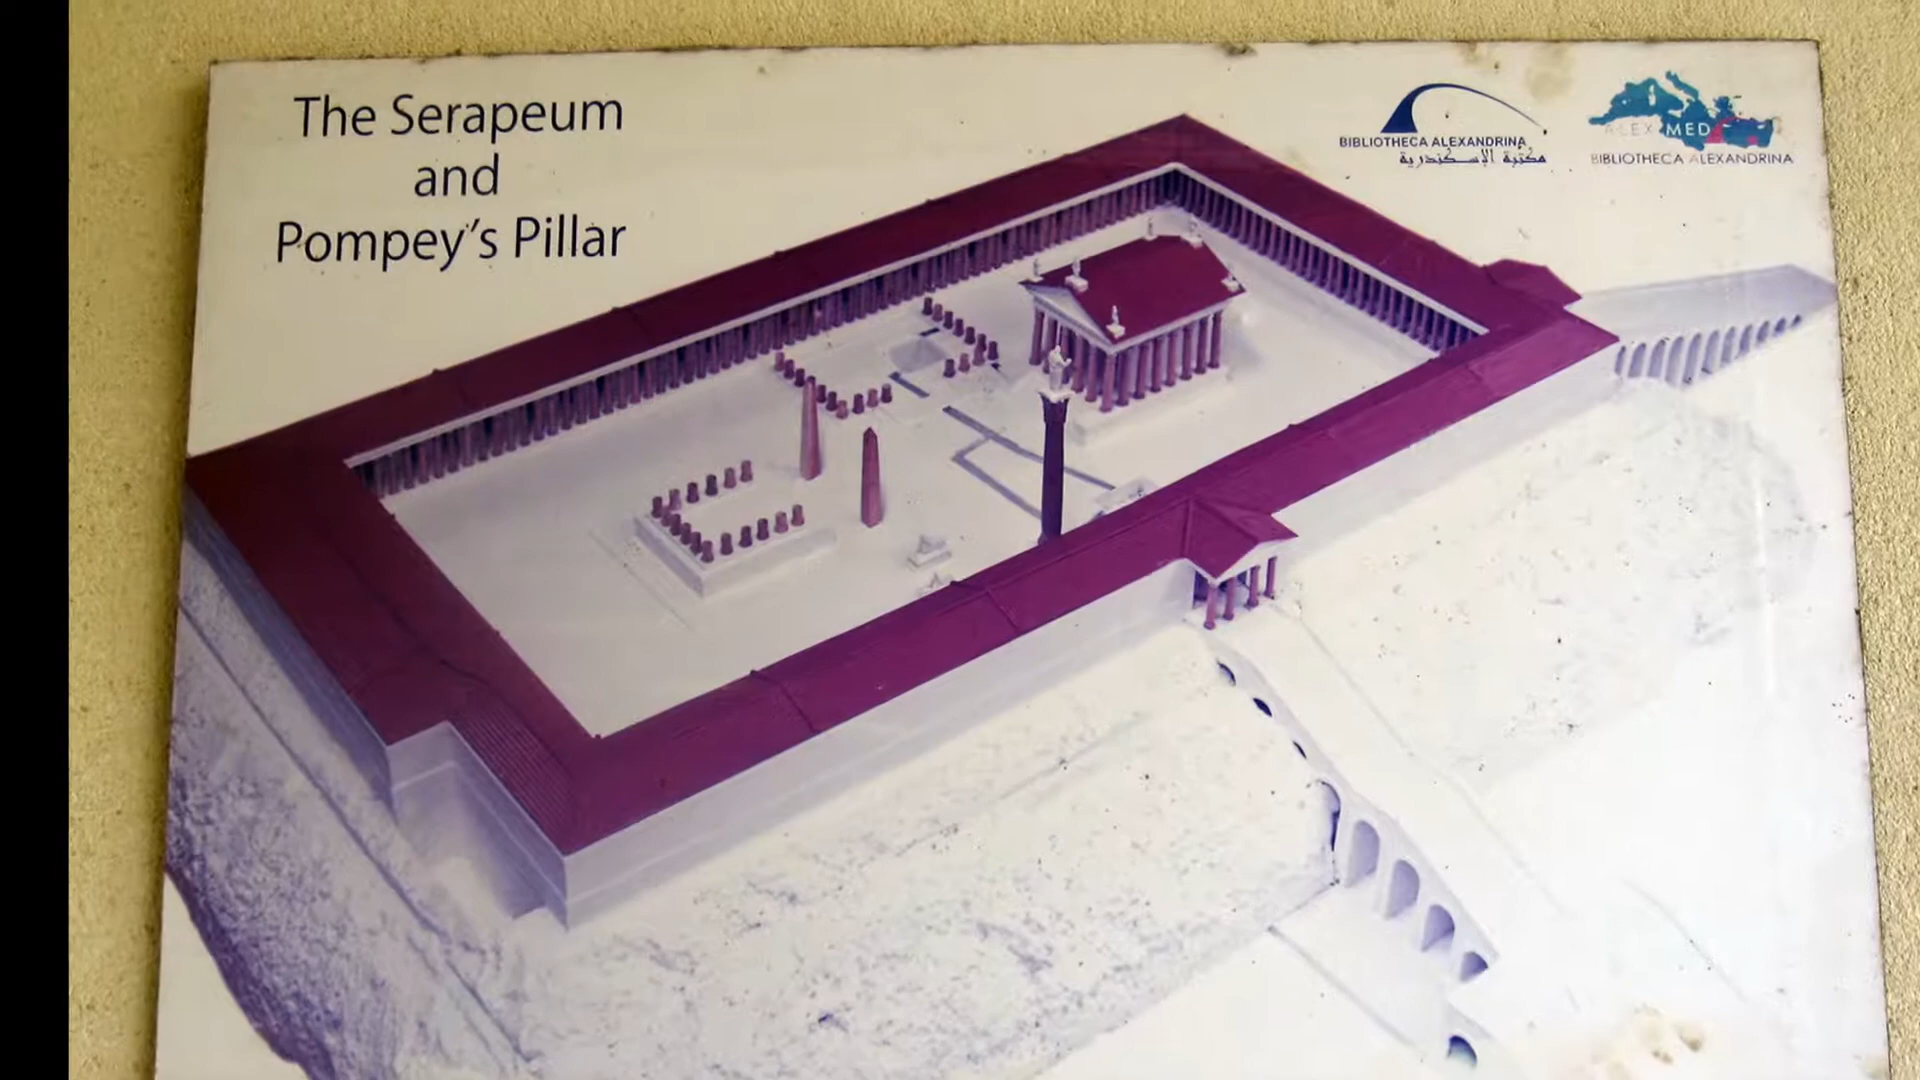 The Serapeum
and
Pompey's Pillar
BIBLIOTHECA ALEXANDRINA
مكتبة الإسكندرية
ALEX MED
BIBLIOTHECA ALEXANDRINA